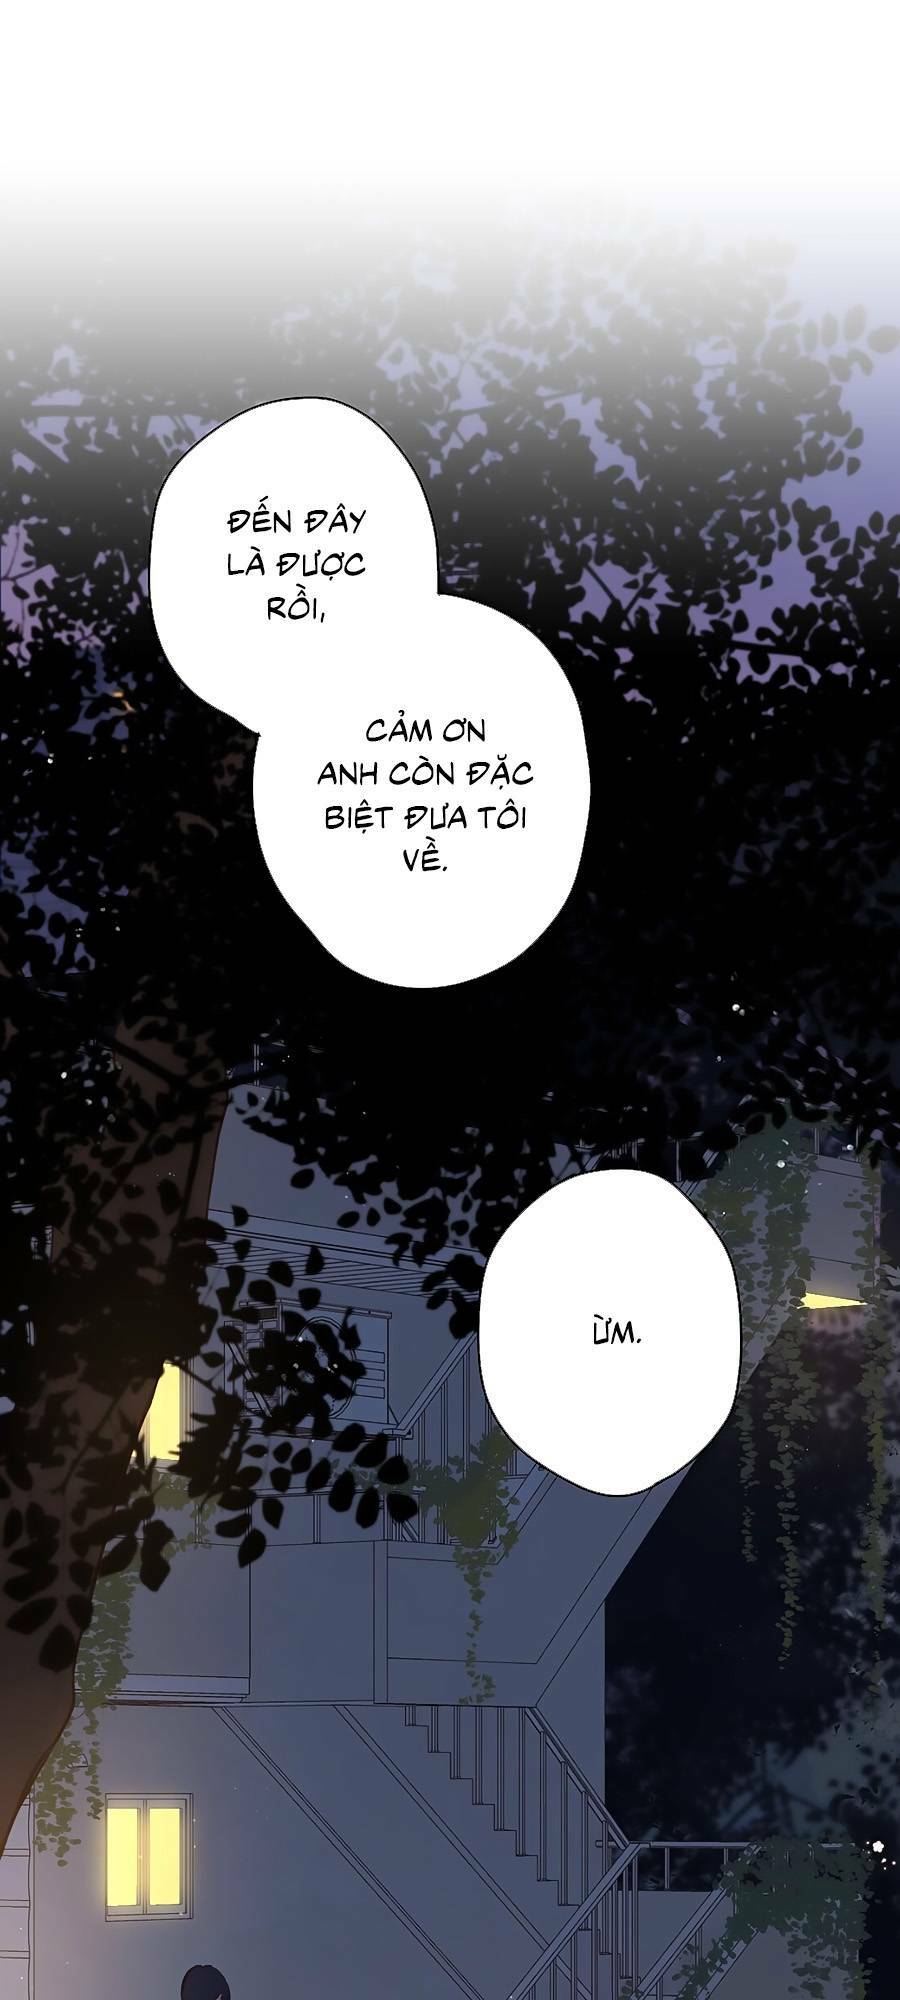 ĐẾN ĐÂY
LÀ ĐƯỢC
RỒI,
CẢM ƠN
ANH CÒN ĐẶC
BIỆT ĐƯA TÔI
VỀ.
ỪM.